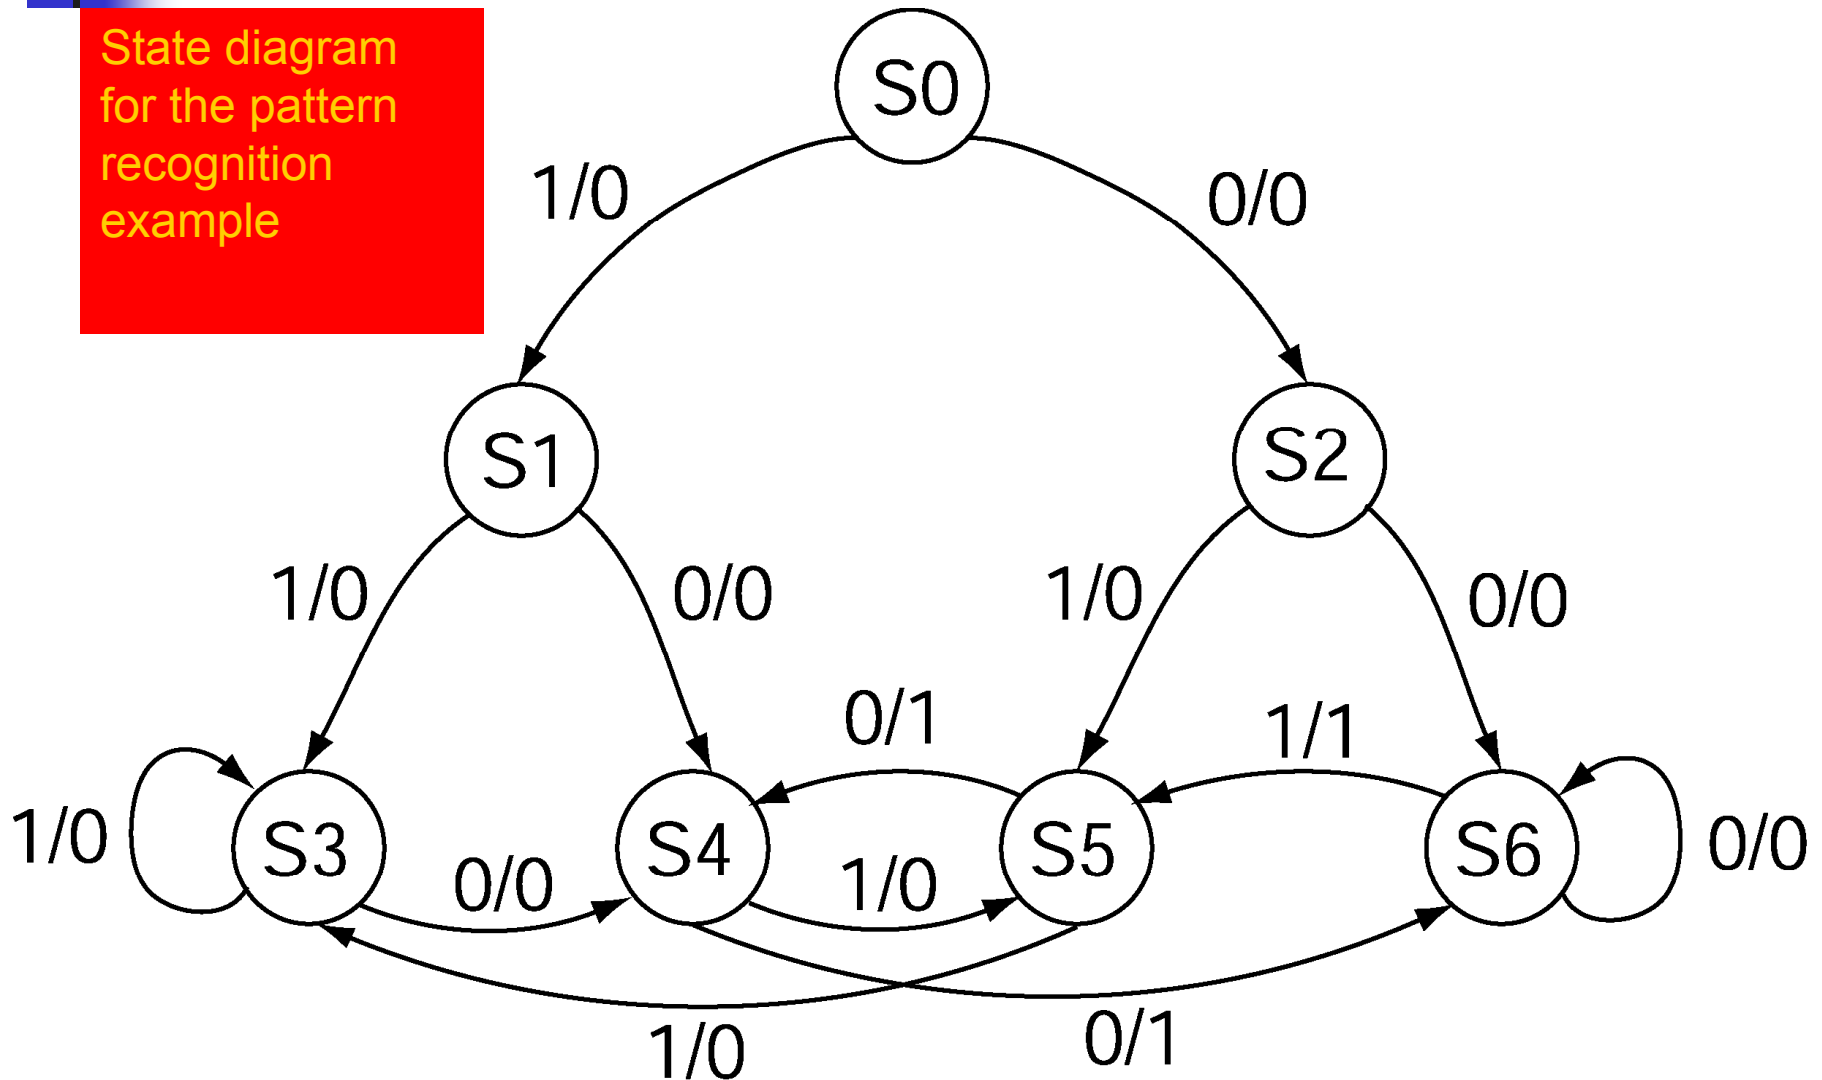 State diagram
for the pattern
recognition
example
S0
1/0
0/0
S1
S2
1/0
0/0
1/0
0/0
0/1
1/1
1/0
S3
0/0
S4
1/0
S5
S6
0/0
1/0
0/1